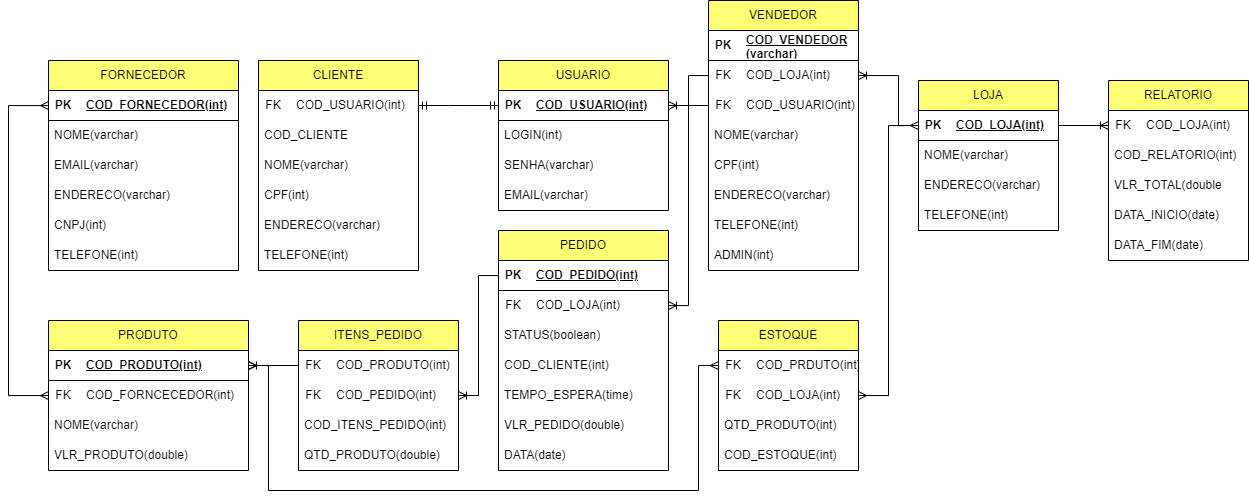 VENDEDOR
PK COD_VENDEDOR
(varchar)
FK COD_LOJA(int)
FK COD_USUARIO(int)
NOME(varchar)
CPF(int)
ENDERECO(varchar)
TELEFONE(int)
ADMIN(int)
FORNECEDOR
PK COD_FORNECEDOR(int)
NOME(varchar)
EMAIL(varchar)
ENDERECO(varchar)
CNPJ(int)
TELEFONE(int)
CLIENTE
FK COD_USUARIO(int)
COD_CLIENTE
NOME(varchar)
CPF(int)
ENDERECO(varchar)
TELEFONE(int)
USUARIO
PK COD_USUARIO(int)
LOGIN(int)
SENHA(varchar)
EMAIL(varchar)
LOJA
PK COD_LOJA(int)
NOME(varchar)
ENDERECO(varchar)
TELEFONE(int)
RELATORIO
FK COD_LOJA(int)
COD_RELATORIO(int)
VLR_TOTAL(double
DATA_INICIO(date)
DATA_FIM(date)
PEDIDO
PK COD_PEDIDO(int)
FK COD_LOJA(int)
STATUS(boolean)
COD_CLIENTE(int)
TEMPO_ESPERA(time)
VLR_PEDIDO(double)
DATA(date)
PRODUTO
PK COD_PRODUTO(int)
FK COD_FORNCECEDOR(int)
NOME(varchar)
VLR_PRODUTO(double)
ITENS_PEDIDO
FK COD_PRODUTO(int)
FK COD_PEDIDO(int)
COD_ITENS_PEDIDO(int)
QTD_PRODUTO(double)
ESTOQUE
FK COD_PRDUTO(int)
FK COD_LOJA(int)
QTD_PRODUTO(int)
COD_ESTOQUE(int)